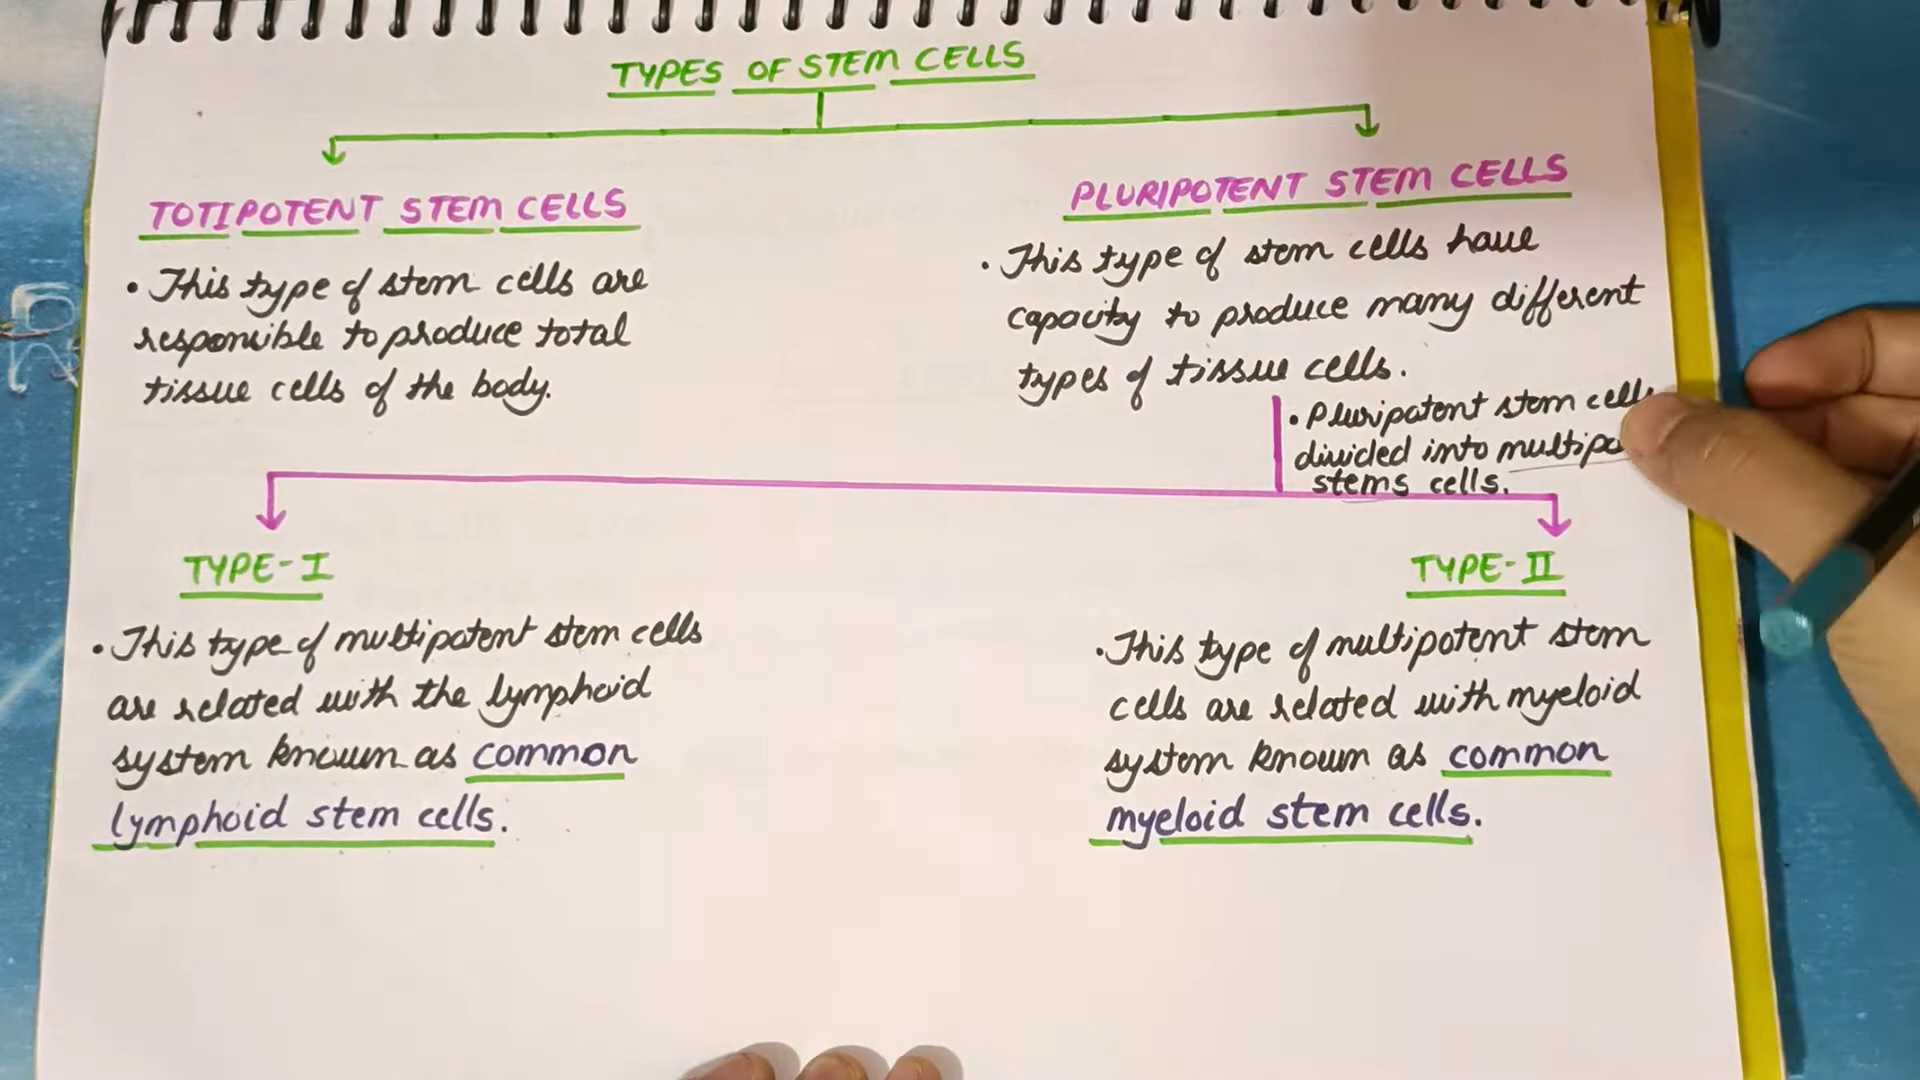 TYPES OF STEM CELLS
TOTIPOTENT STEM CELLS
• This type of stem cells are
responsible to produce total
tissue cells of the body.
PLURIPOTENT STEM CELLS
• This type of stem cells have
capacity to produce many different
types of tissue cells.
• Pluripotent stem cells
divided into
stems cells.
TYPE-I
• This type of multipotent stem cells
are related with the lymphoid
system known as common
lymphoid stem cells.
TYPE-II
• This type of multipotent stem
cells are related with myeloid
system known as common
myeloid stem cells.